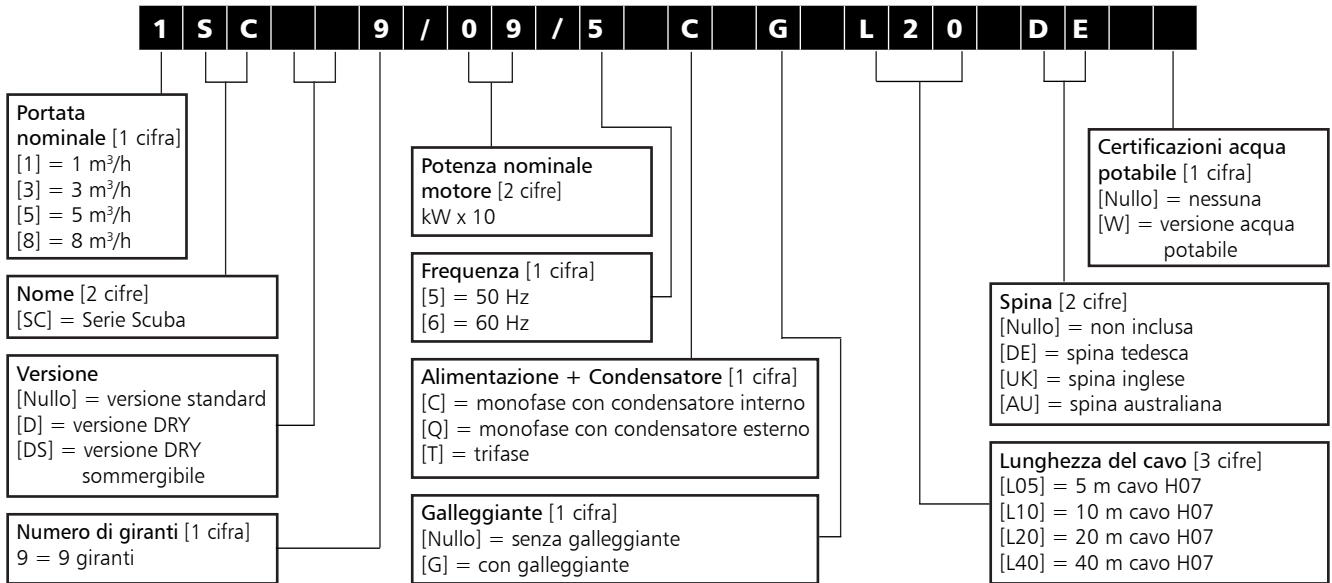 1 S C 9 / 0 9 / 5 C G L 2 0 D E
Portata
nominale [1 cifra]
[1] = 1 m³/h
[3] = 3 m³/h
[5] = 5 m³/h
[8] = 8 m³/h
Nome [2 cifre]
[SC] = Serie Scuba
Versione
[Nullo] = versione standard
[D] = versione DRY
[DS] = versione DRY
sommergibile
Numero di giranti [1 cifra]
9 = 9 giranti
Potenza nominale
motore [2 cifre]
kW x 10
Frequenza [1 cifra]
[5] = 50 Hz
[6] = 60 Hz
Alimentazione + Condensatore [1 cifra]
[C] = monofase con condensatore interno
[Q] = monofase con condensatore esterno
[T] = trifase
Galleggiante [1 cifra]
[Nullo] = senza galleggiante
[G] = con galleggiante
Certificazioni acqua
potabile [1 cifra]
[Nullo] = nessuna
[W] = versione acqua
potabile
Spina [2 cifre]
[Nullo] = non inclusa
[DE] = spina tedesca
[UK] = spina inglese
[AU] = spina australiana
Lunghezza del cavo [3 cifre]
[L05] = 5 m cavo H07
[L10] = 10 m cavo H07
[L20] = 20 m cavo H07
[L40] = 40 m cavo H07